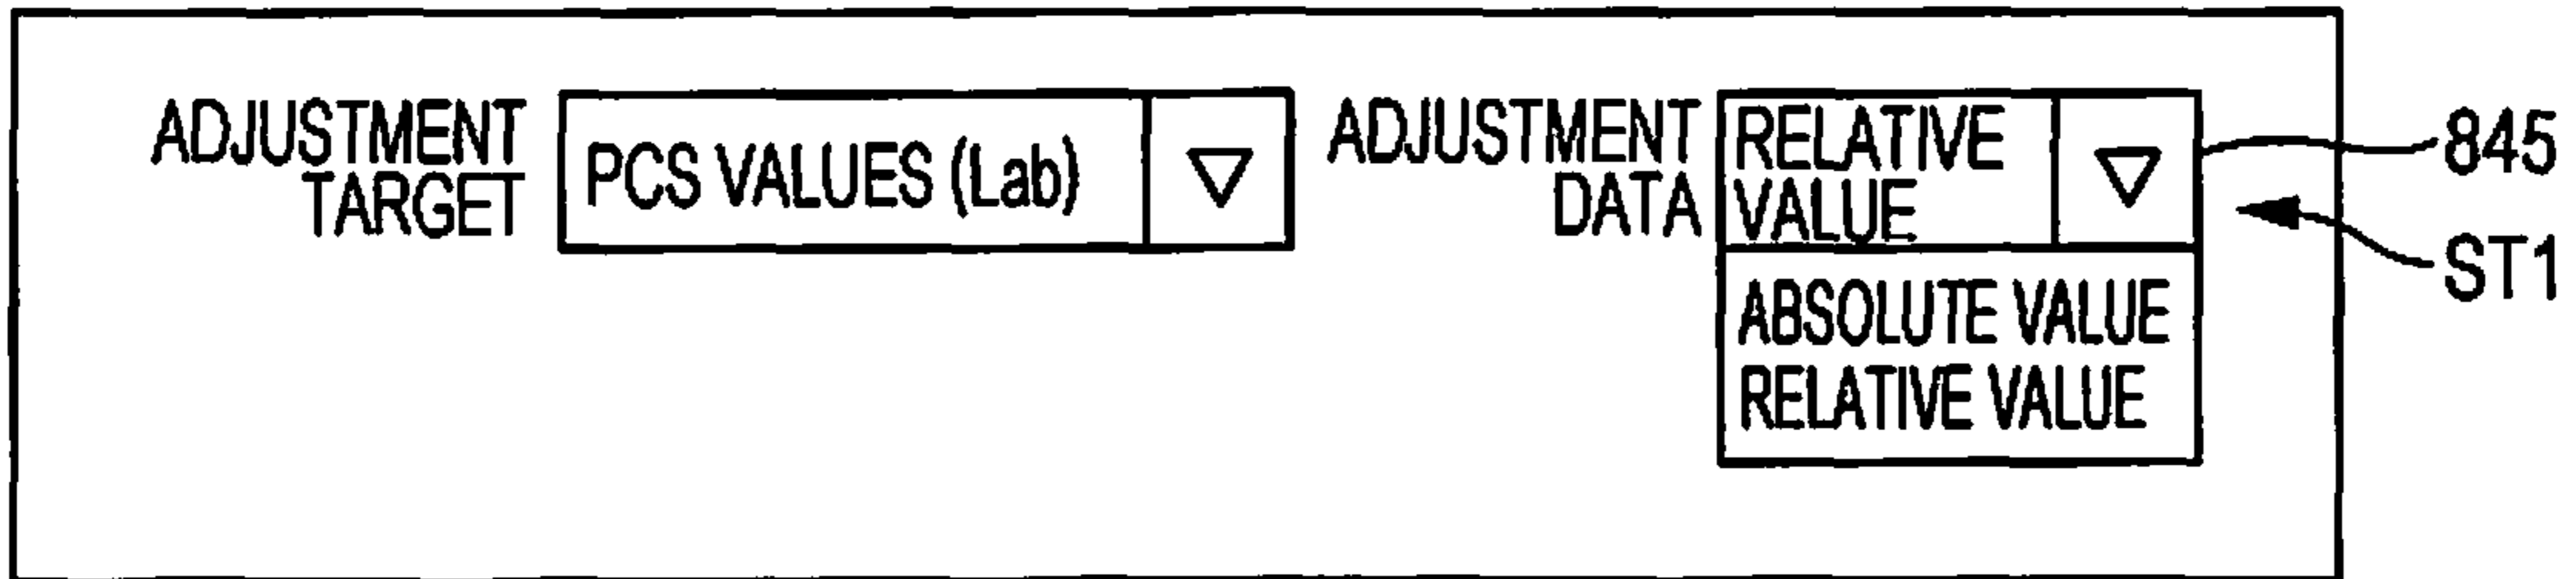 ADJUSTMENT
TARGET
PCS VALUES (Lab)
ADJUSTMENT
DATA
RELATIVE
VALUE
ABSOLUTE VALUE
RELATIVE VALUE
845
ST1